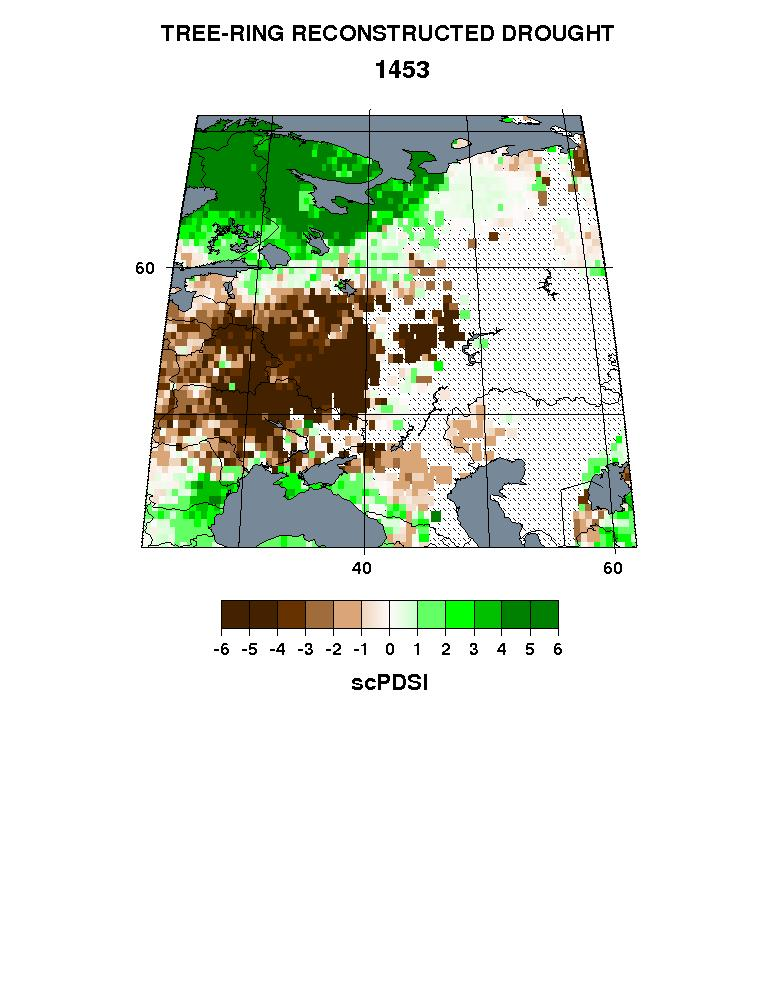 TREE-RING RECONSTRUCTED DROUGHT
1453
60
40 60
-6 -5 -4 -3 -2 -1 0 1 2 3 4 5 6
scPDSI